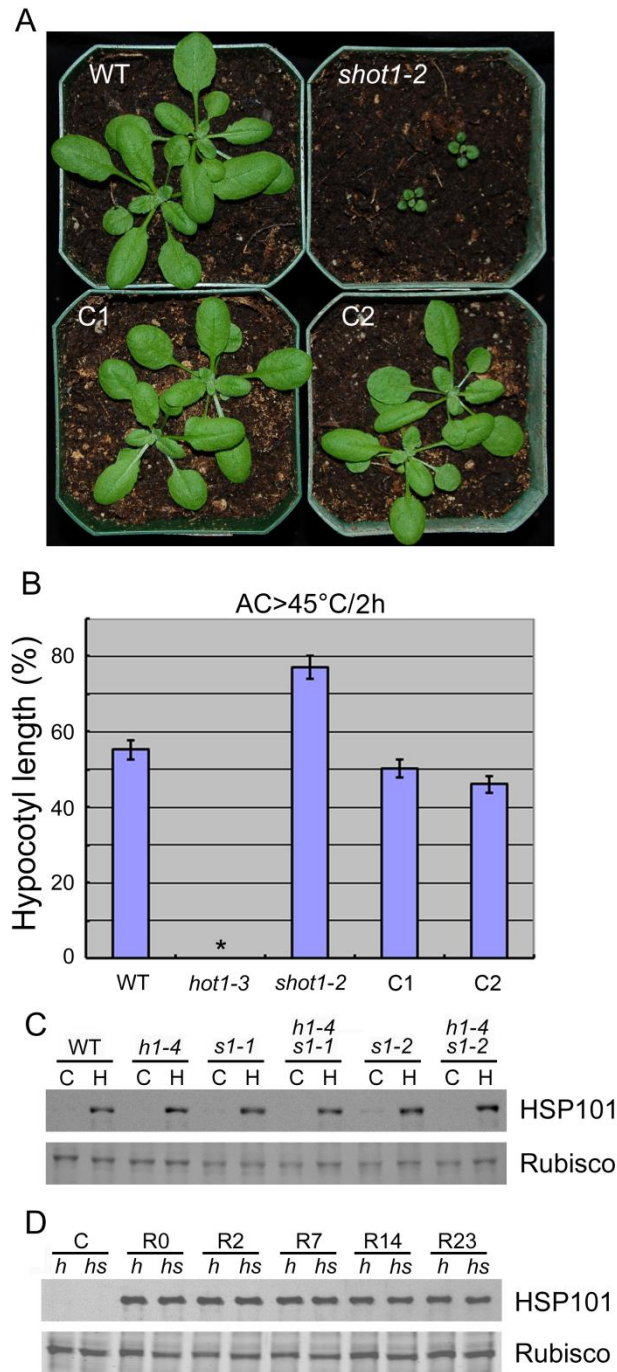 A
WT
shot1-2
C1
C2
B
AC>45°C/2h
Hypocotyl length (%)
80
60
40
20
0
*
WT hot1-3 shot1-2 C1 C2
C
h1-4 h1-4
WT h1-4 s1-1 s1-1 s1-2 s1-2
C H C H C H C H C H C H
HSP101
Rubisco
D
C R0 R2 R7 R14 R23
h hs h hs h hs h hs h hs h hs
HSP101
Rubisco